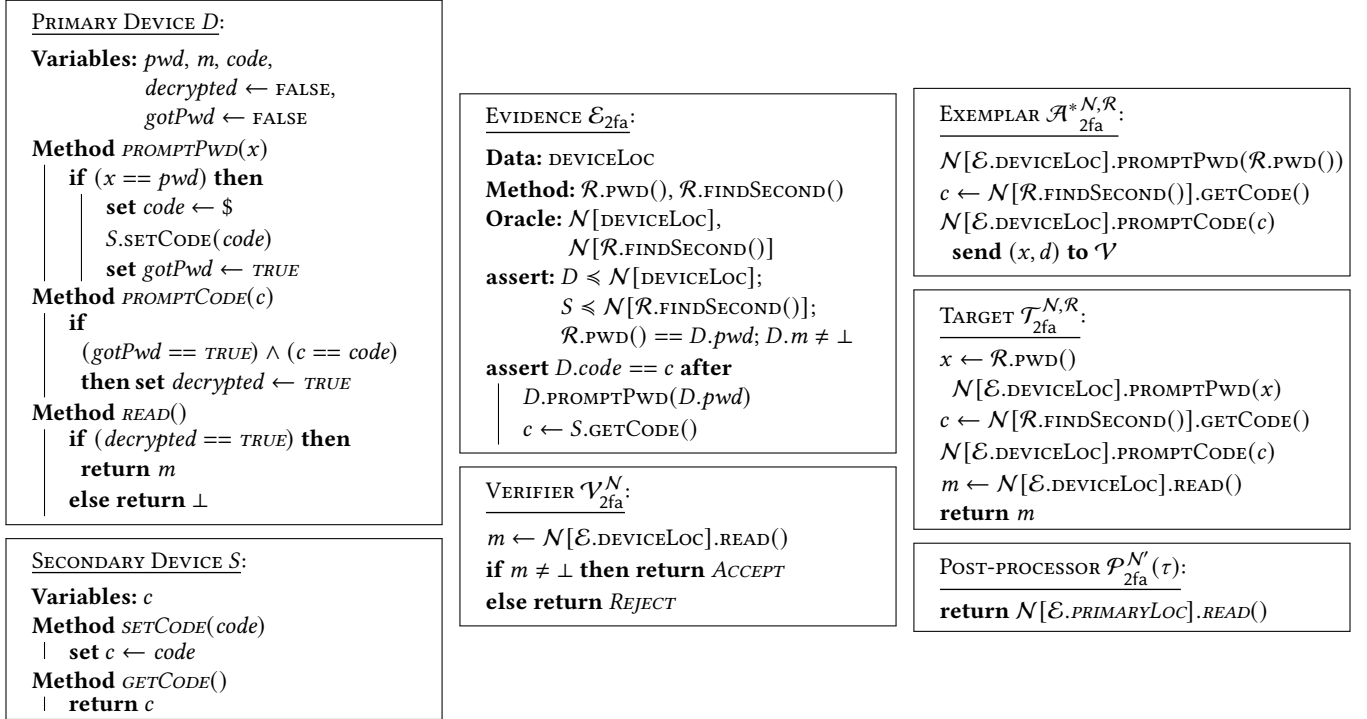 PRIMARY DEVICE D:
Variables: pwd, m, code,
decrypted ← FALSE,
gotPwd ← FALSE
Method PROMPTPWD(x)
if (x == pwd) then
set code ← $
S.SETCODE(code)
set gotPwd ← TRUE
Method PROMPTCODE(c)
if
(gotPwd == TRUE) ∧ (c == code)
then set decrypted ← TRUE
Method READ()
if (decrypted == TRUE) then
return m
else return ⊥
SECONDARY DEVICE S:
Variables: c
Method SETCODE(code)
set c ← code
Method GETCODE()
return c
EVIDENCE ℰ_2fa:
Data: DEVICELOC
Method: ℛ.PWD(), ℛ.FINDSECOND()
Oracle: 𝒩[DEVICELOC],
𝒩[ℛ.FINDSECOND()]
assert: D ≼ 𝒩[DEVICELOC];
S ≼ 𝒩[ℛ.FINDSECOND()];
ℛ.PWD() == D.pwd; D.m ≠ ⊥
assert D.code == c after
D.PROMPTPWD(D.pwd)
c ← S.GETCODE()
VERIFIER 𝒱_2fa^𝒩:
m ← 𝒩[ℰ.DEVICELOC].READ()
if m ≠ ⊥ then return ACCEPT
else return REJECT
EXEMPLAR 𝒜*_2fa^𝒩,ℛ:
𝒩[ℰ.DEVICELOC].PROMPTPWD(ℛ.PWD())
c ← 𝒩[ℛ.FINDSECOND()].GETCODE()
𝒩[ℰ.DEVICELOC].PROMPTCODE(c)
send (x, d) to 𝒱
TARGET 𝒯_2fa^𝒩,ℛ:
x ← ℛ.PWD()
𝒩[ℰ.DEVICELOC].PROMPTPWD(x)
c ← 𝒩[ℛ.FINDSECOND()].GETCODE()
𝒩[ℰ.DEVICELOC].PROMPTCODE(c)
m ← 𝒩[ℰ.DEVICELOC].READ()
return m
POST-PROCESSOR 𝒫_2fa^𝒩′(τ):
return 𝒩[ℰ.PRIMARYLOC].READ()